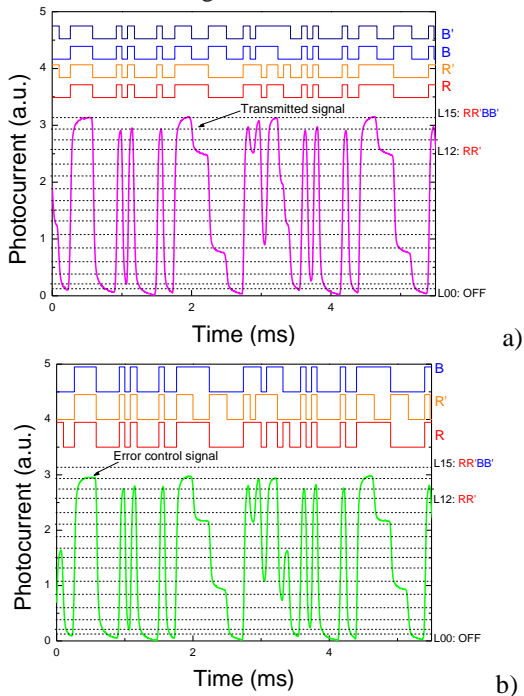 5
B'
B
4
R'
R
Transmitted signal
L15: RR'BB'
3
L12: RR'
2
1
L00: OFF
0
0
2
4
Photocurrent (a.u.)
Time (ms)
a)
5
B
4
R'
R
Error control signal
L15: RR'BB'
3
L12: RR'
2
1
L00: OFF
0
0
2
4
Photocurrent (a.u.)
Time (ms)
b)